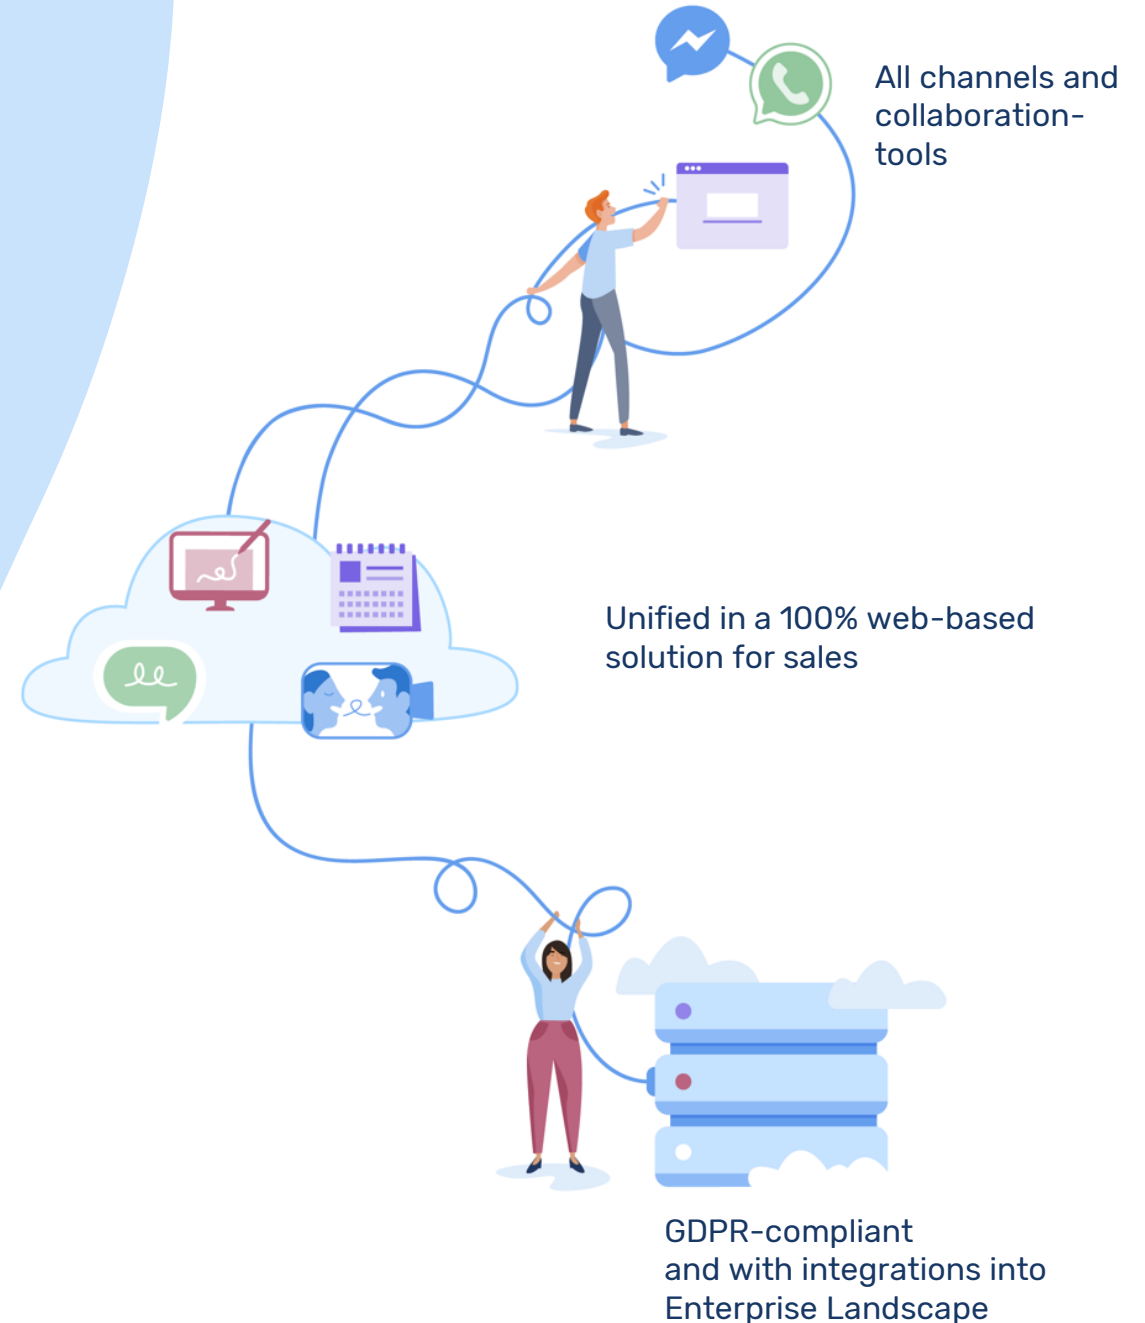 All channels and
collaboration-
tools
Unified in a 100% web-based
solution for sales
GDPR-compliant
and with integrations into
Enterprise Landscape